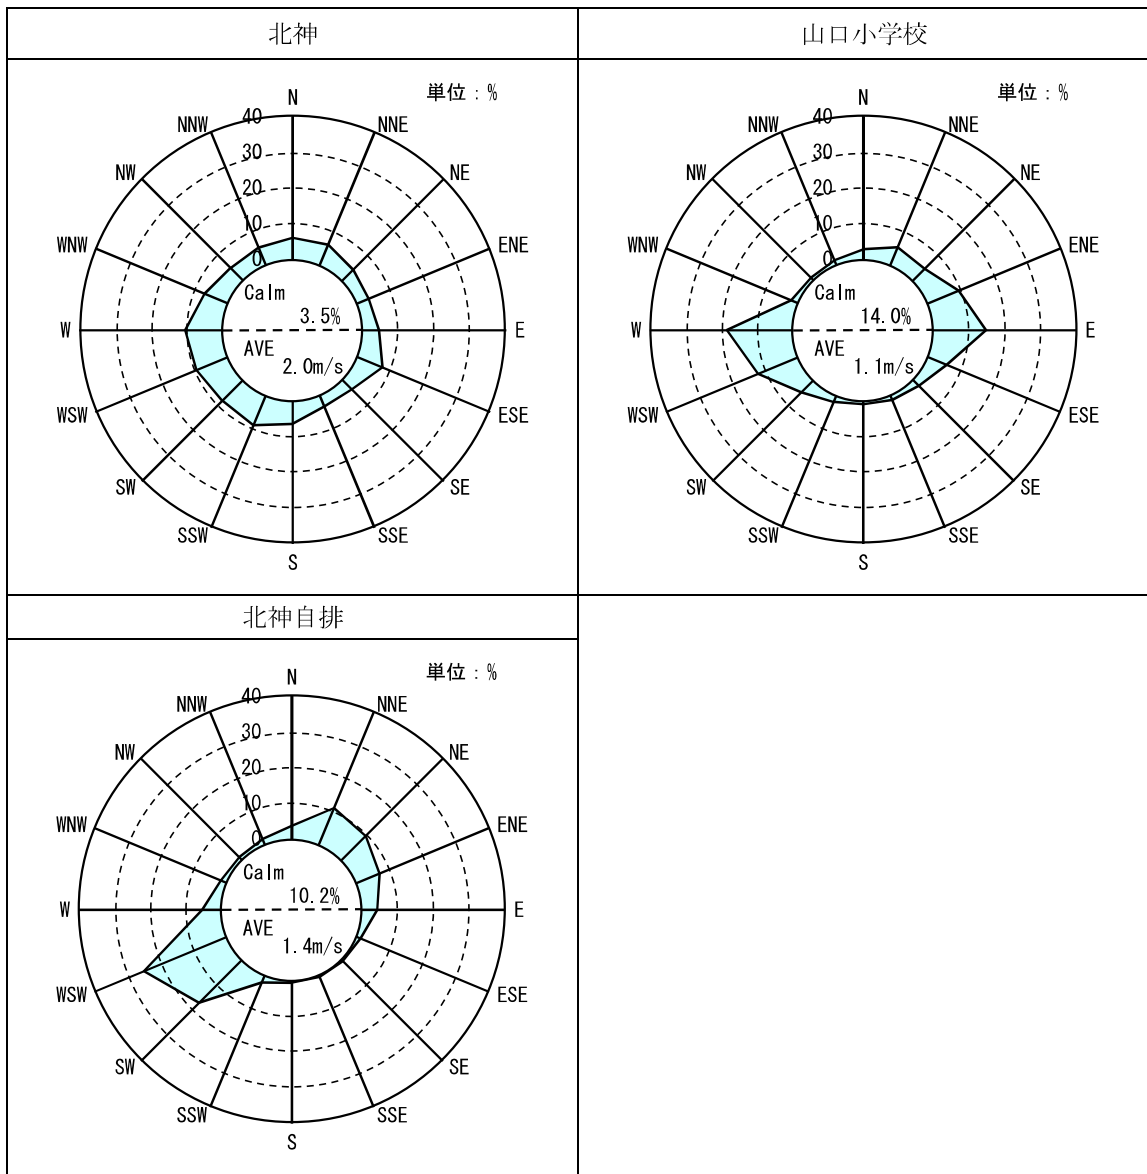 北神
単位：%
N
NNE
NE
ENE
E
ESE
SE
SSE
S
SSW
SW
WSW
W
WNW
NW
NNW
40
30
20
10
0
Calm
3.5%
AVE
2.0m/s
山口小学校
単位：%
N
NNE
NE
ENE
E
ESE
SE
SSE
S
SSW
SW
WSW
W
WNW
NW
NNW
40
30
20
10
0
Calm
14.0%
AVE
1.1m/s
北神自排
単位：%
N
NNE
NE
ENE
E
ESE
SE
SSE
S
SSW
SW
WSW
W
WNW
NW
NNW
40
30
20
10
0
Calm
10.2%
AVE
1.4m/s